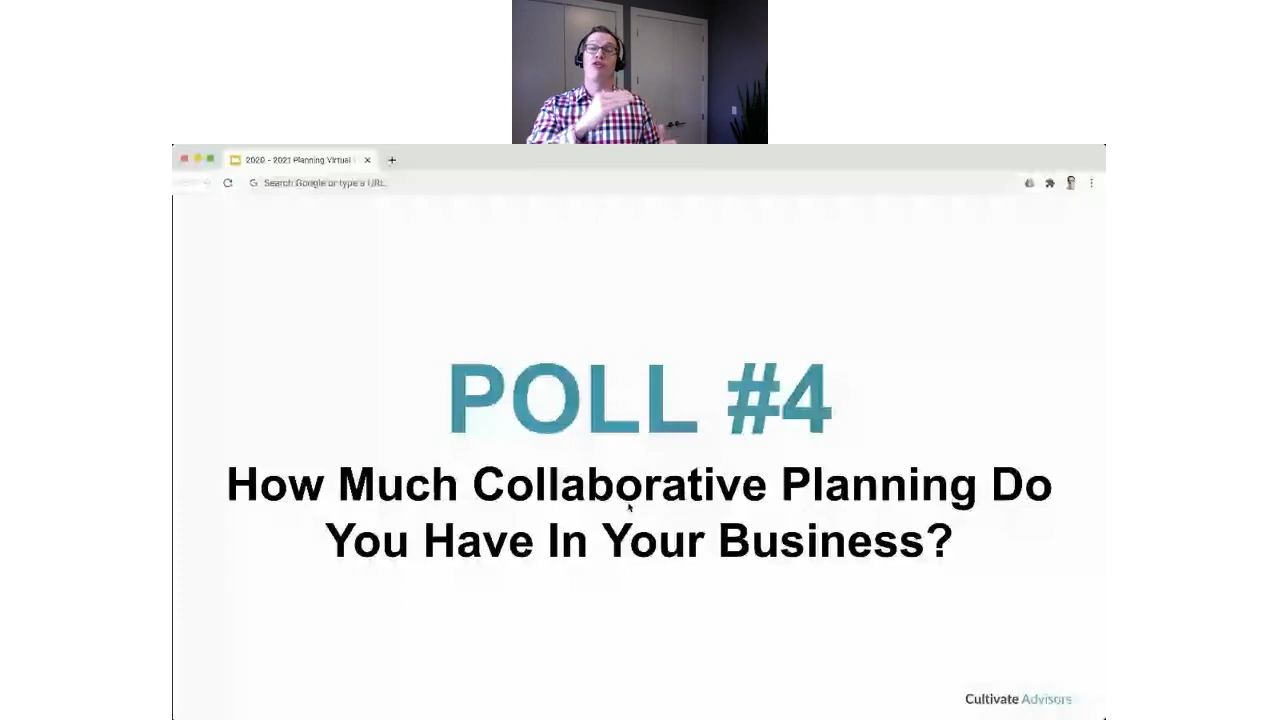 2020 - 2021 Planning Virtual
Search Google or type a URL
POLL #4
How Much Collaborative Planning Do
You Have In Your Business?
Cultivate Advisors